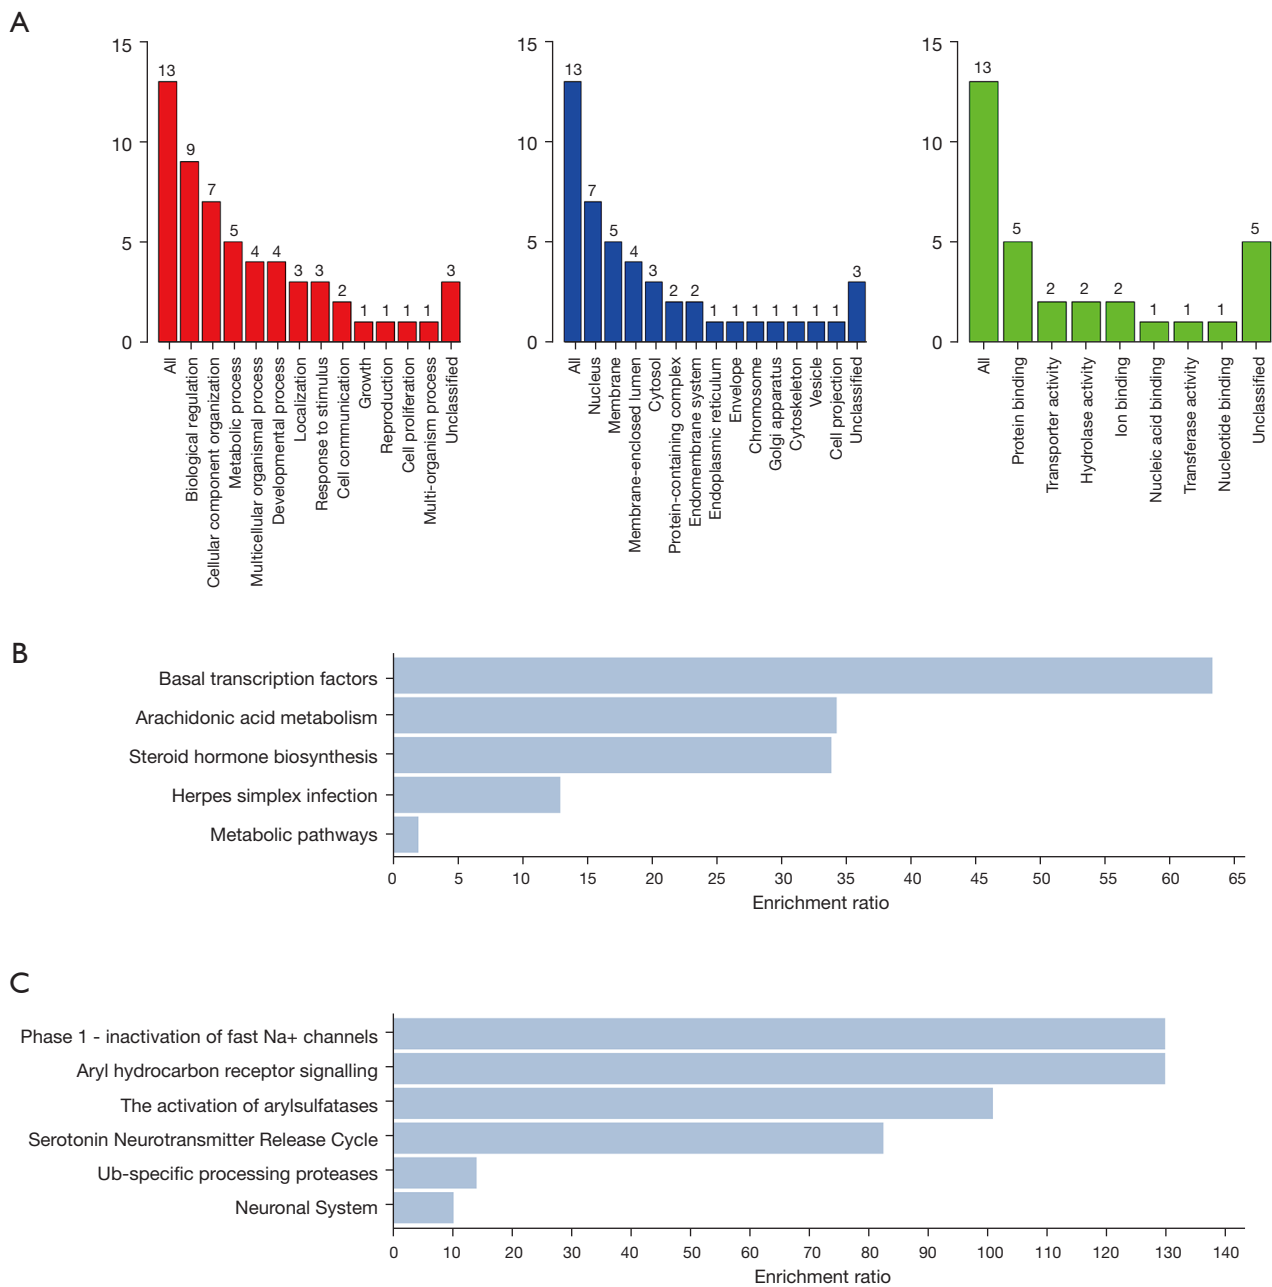 A
15
10
5
0
13
9
7
5
4
4
3
3
2
1
1
1
1
3
All
Biological regulation
Cellular component organization
Metabolic process
Multicellular organismal process
Developmental process
Localization
Response to stimulus
Cell communication
Growth
Reproduction
Cell proliferation
Multi-organism process
Unclassified
15
10
5
0
13
7
5
4
3
2
2
1
1
1
1
1
1
1
3
All
Nucleus
Membrane
Membrane-enclosed lumen
Cytosol
Protein-containing complex
Endomembrane system
Endoplasmic reticulum
Envelope
Chromosome
Golgi apparatus
Cytoskeleton
Vesicle
Cell projection
Unclassified
15
10
5
0
13
5
2
2
2
1
1
1
5
All
Protein binding
Transporter activity
Hydrolase activity
Ion binding
Nucleic acid binding
Transferase activity
Nucleotide binding
Unclassified
B
Basal transcription factors
Arachidonic acid metabolism
Steroid hormone biosynthesis
Herpes simplex infection
Metabolic pathways
0 5 10 15 20 25 30 35 40 45 50 55 60 65
Enrichment ratio
C
Phase 1 - inactivation of fast Na+ channels
Aryl hydrocarbon receptor signalling
The activation of arylsulfatases
Serotonin Neurotransmitter Release Cycle
Ub-specific processing proteases
Neuronal System
0 10 20 30 40 50 60 70 80 90 100 110 120 130 140
Enrichment ratio